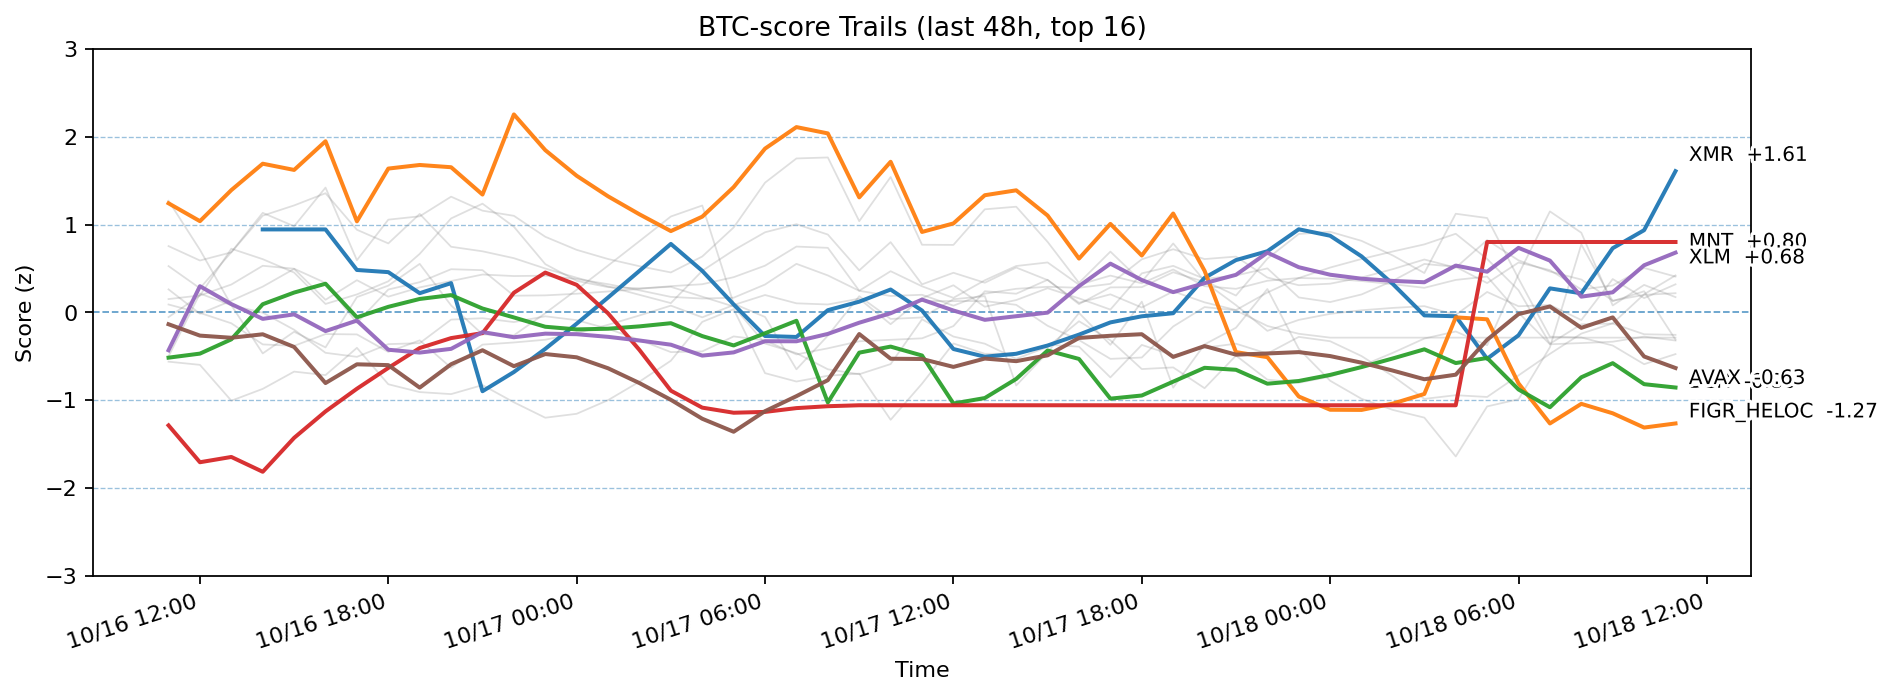 BTC-score Trails (last 48h, top 16)
Score (z)
3
2
1
0
−1
−2
−3
XMR +1.61
MNT +0.80
XLM +0.68
AVAX -0.63
FIGR_HELOC -1.27
10/16 12:00
10/16 18:00
10/17 00:00
10/17 06:00
10/17 12:00
10/17 18:00
10/18 00:00
10/18 06:00
10/18 12:00
Time